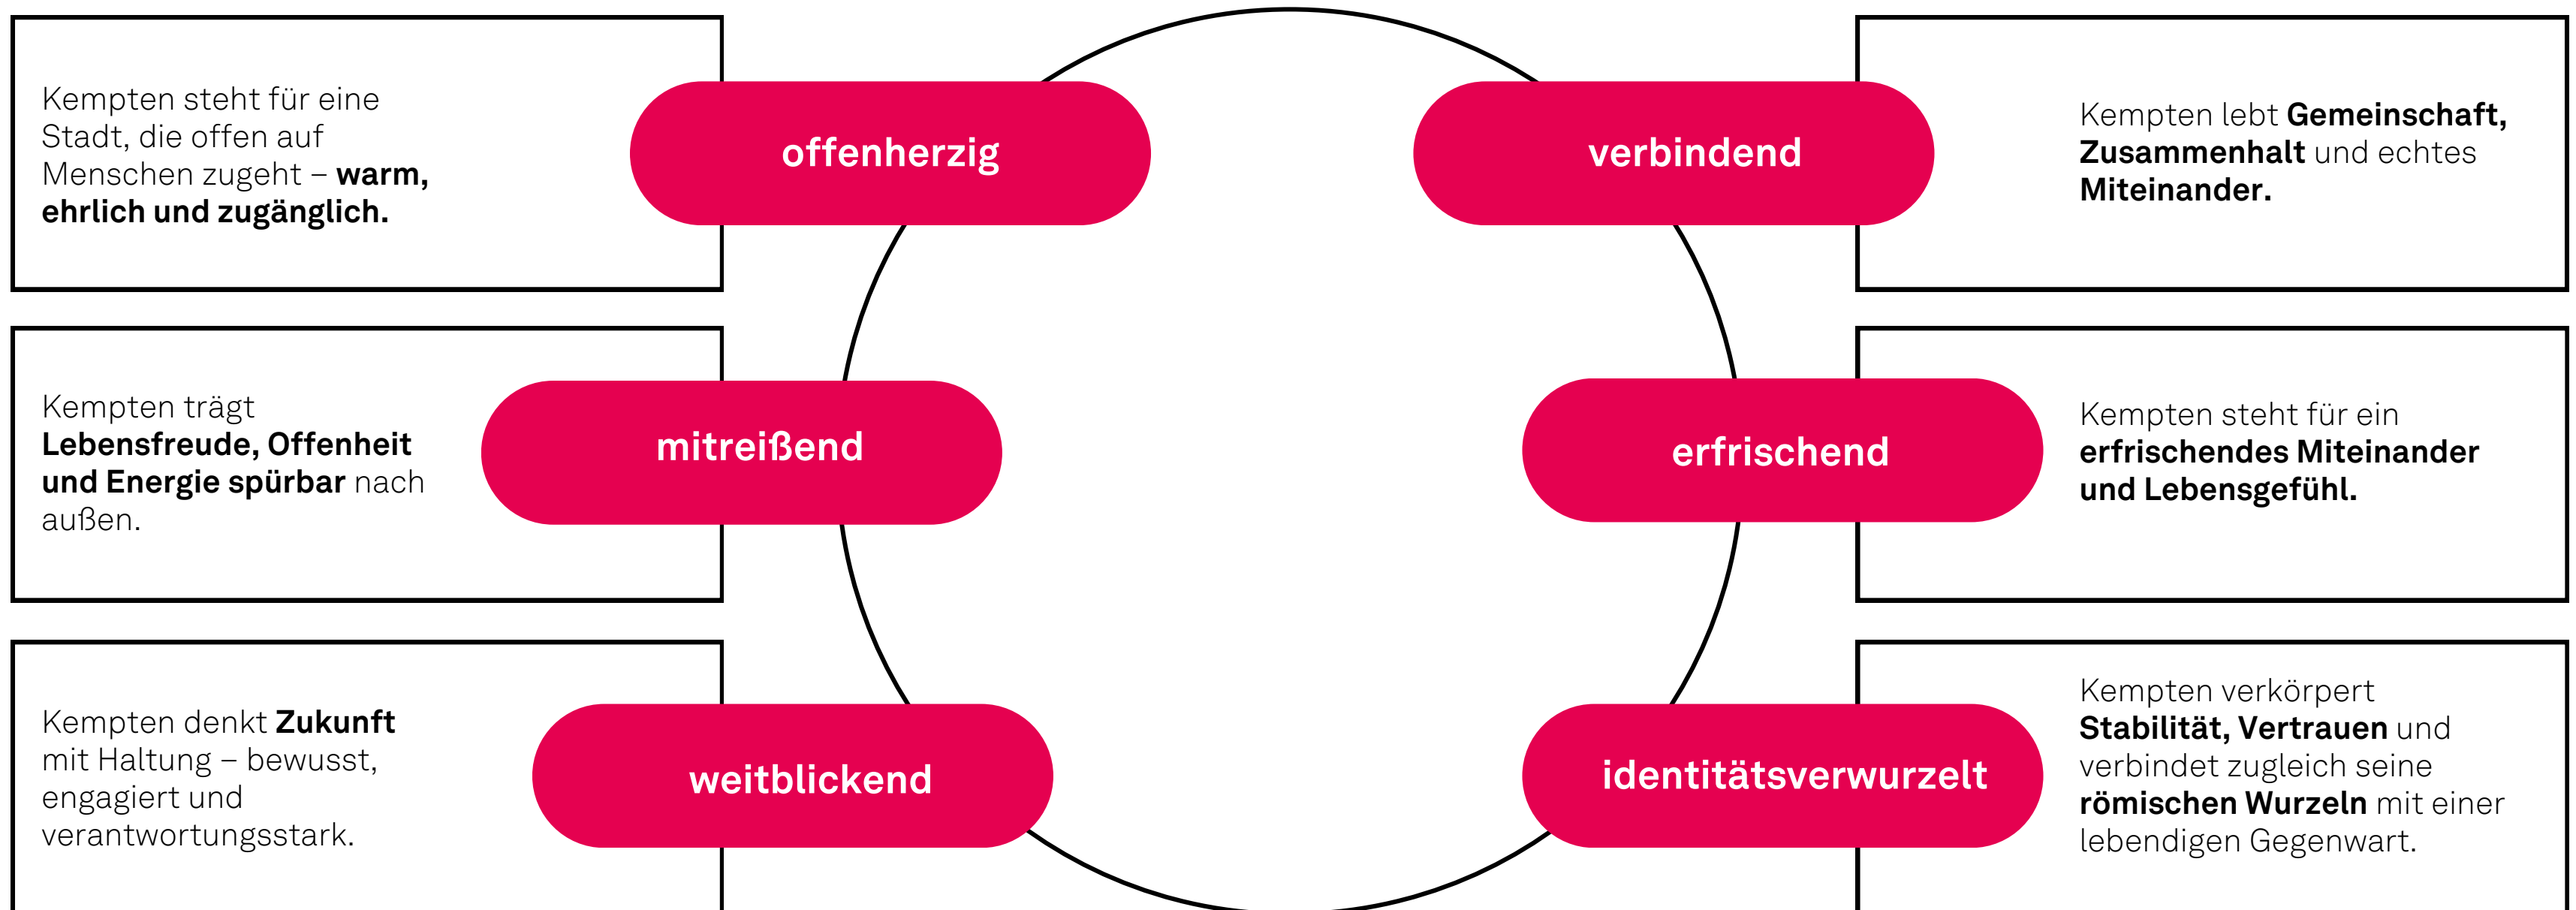 Kempten steht für eine
Stadt, die offen auf
Menschen zugeht – warm,
ehrlich und zugänglich.
offenherzig
verbindend
Kempten lebt Gemeinschaft,
Zusammenhalt und echtes
Miteinander.
Kempten trägt
Lebensfreude, Offenheit
und Energie spürbar nach
außen.
mitreißend
erfrischend
Kempten steht für ein
erfrischendes Miteinander
und Lebensgefühl.
Kempten denkt Zukunft
mit Haltung – bewusst,
engagiert und
verantwortungsstark.
weitblickend
identitätsverwurzelt
Kempten verkörpert
Stabilität, Vertrauen und
verbindet zugleich seine
römischen Wurzeln mit einer
lebendigen Gegenwart.